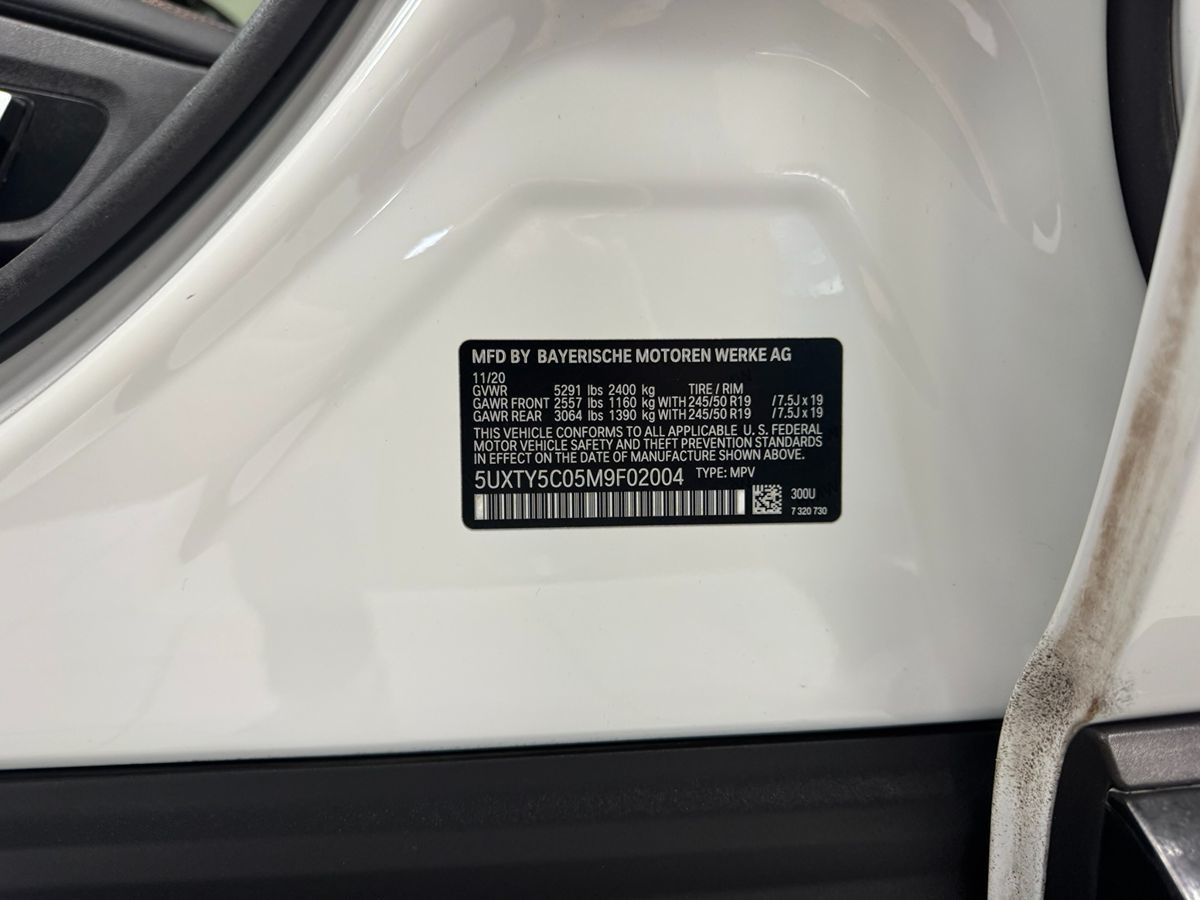 MFD BY BAYERISCHE MOTOREN WERKE AG
11/20
GVWR 5291 lbs 2400 kg TIRE / RIM
GAWR FRONT 2557 lbs 1160 kg WITH 245/50 R19 / 7.5J x 19
GAWR REAR 3064 lbs 1390 kg WITH 245/50 R19 / 7.5J x 19
THIS VEHICLE CONFORMS TO ALL APPLICABLE U. S. FEDERAL
MOTOR VEHICLE SAFETY AND THEFT PREVENTION STANDARDS
IN EFFECT ON THE DATE OF MANUFACTURE SHOWN ABOVE.
5UXTY5C05M9F02004 TYPE: MPV
300U
7 320 730